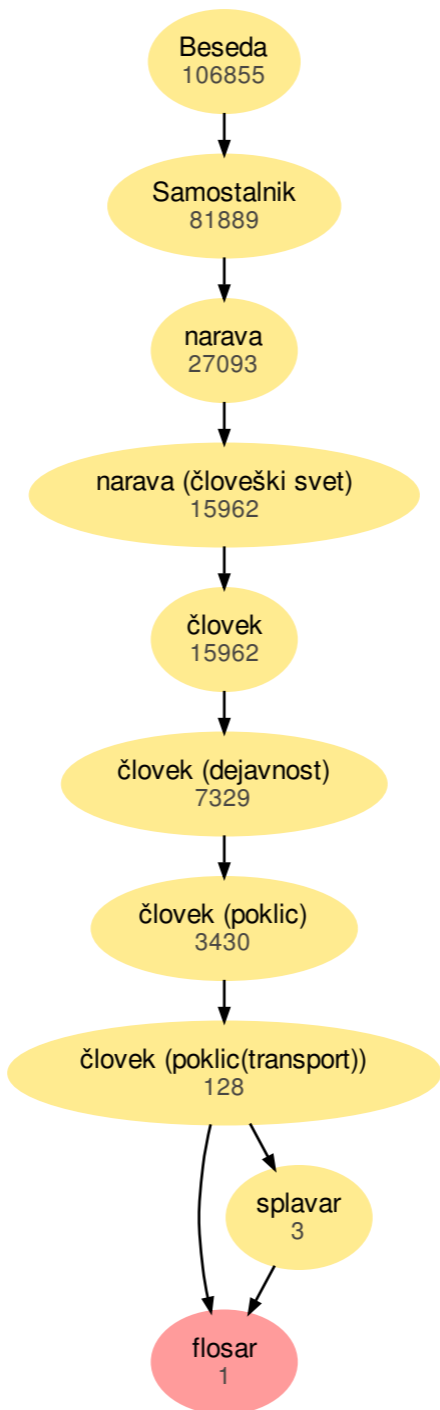 Beseda
106855
Samostalnik
81889
narava
27093
narava (človeški svet)
15962
človek
15962
človek (dejavnost)
7329
človek (poklic)
3430
človek (poklic(transport))
128
splavar
3
flosar
1